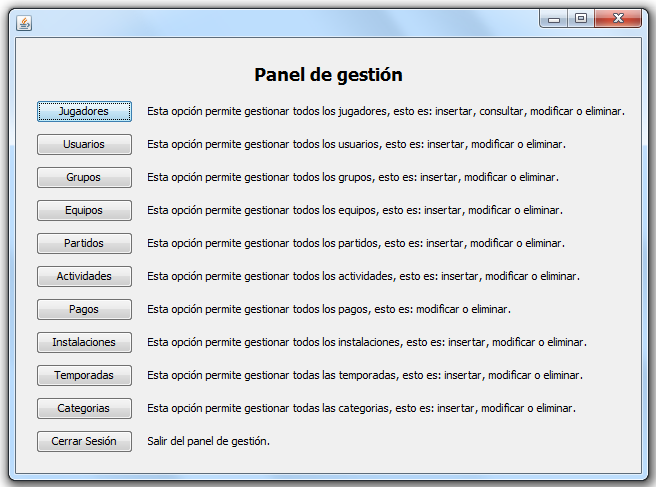 Panel de gestión
Jugadores Esta opción permite gestionar todos los jugadores, esto es: insertar, consultar, modificar o eliminar.
Usuarios Esta opción permite gestionar todos los usuarios, esto es: insertar, modificar o eliminar.
Grupos Esta opción permite gestionar todos los grupos, esto es: insertar, modificar o eliminar.
Equipos Esta opción permite gestionar todos los equipos, esto es: insertar, modificar o eliminar.
Partidos Esta opción permite gestionar todos los partidos, esto es: insertar, modificar o eliminar.
Actividades Esta opción permite gestionar todos los actividades, esto es: insertar, modificar o eliminar.
Pagos Esta opción permite gestionar todos los pagos, esto es: modificar o eliminar.
Instalaciones Esta opción permite gestionar todos los instalaciones, esto es: insertar, modificar o eliminar.
Temporadas Esta opción permite gestionar todas las temporadas, esto es: insertar, modificar o eliminar.
Categorias Esta opción permite gestionar todas las categorias, esto es: insertar, modificar o eliminar.
Cerrar Sesión Salir del panel de gestión.